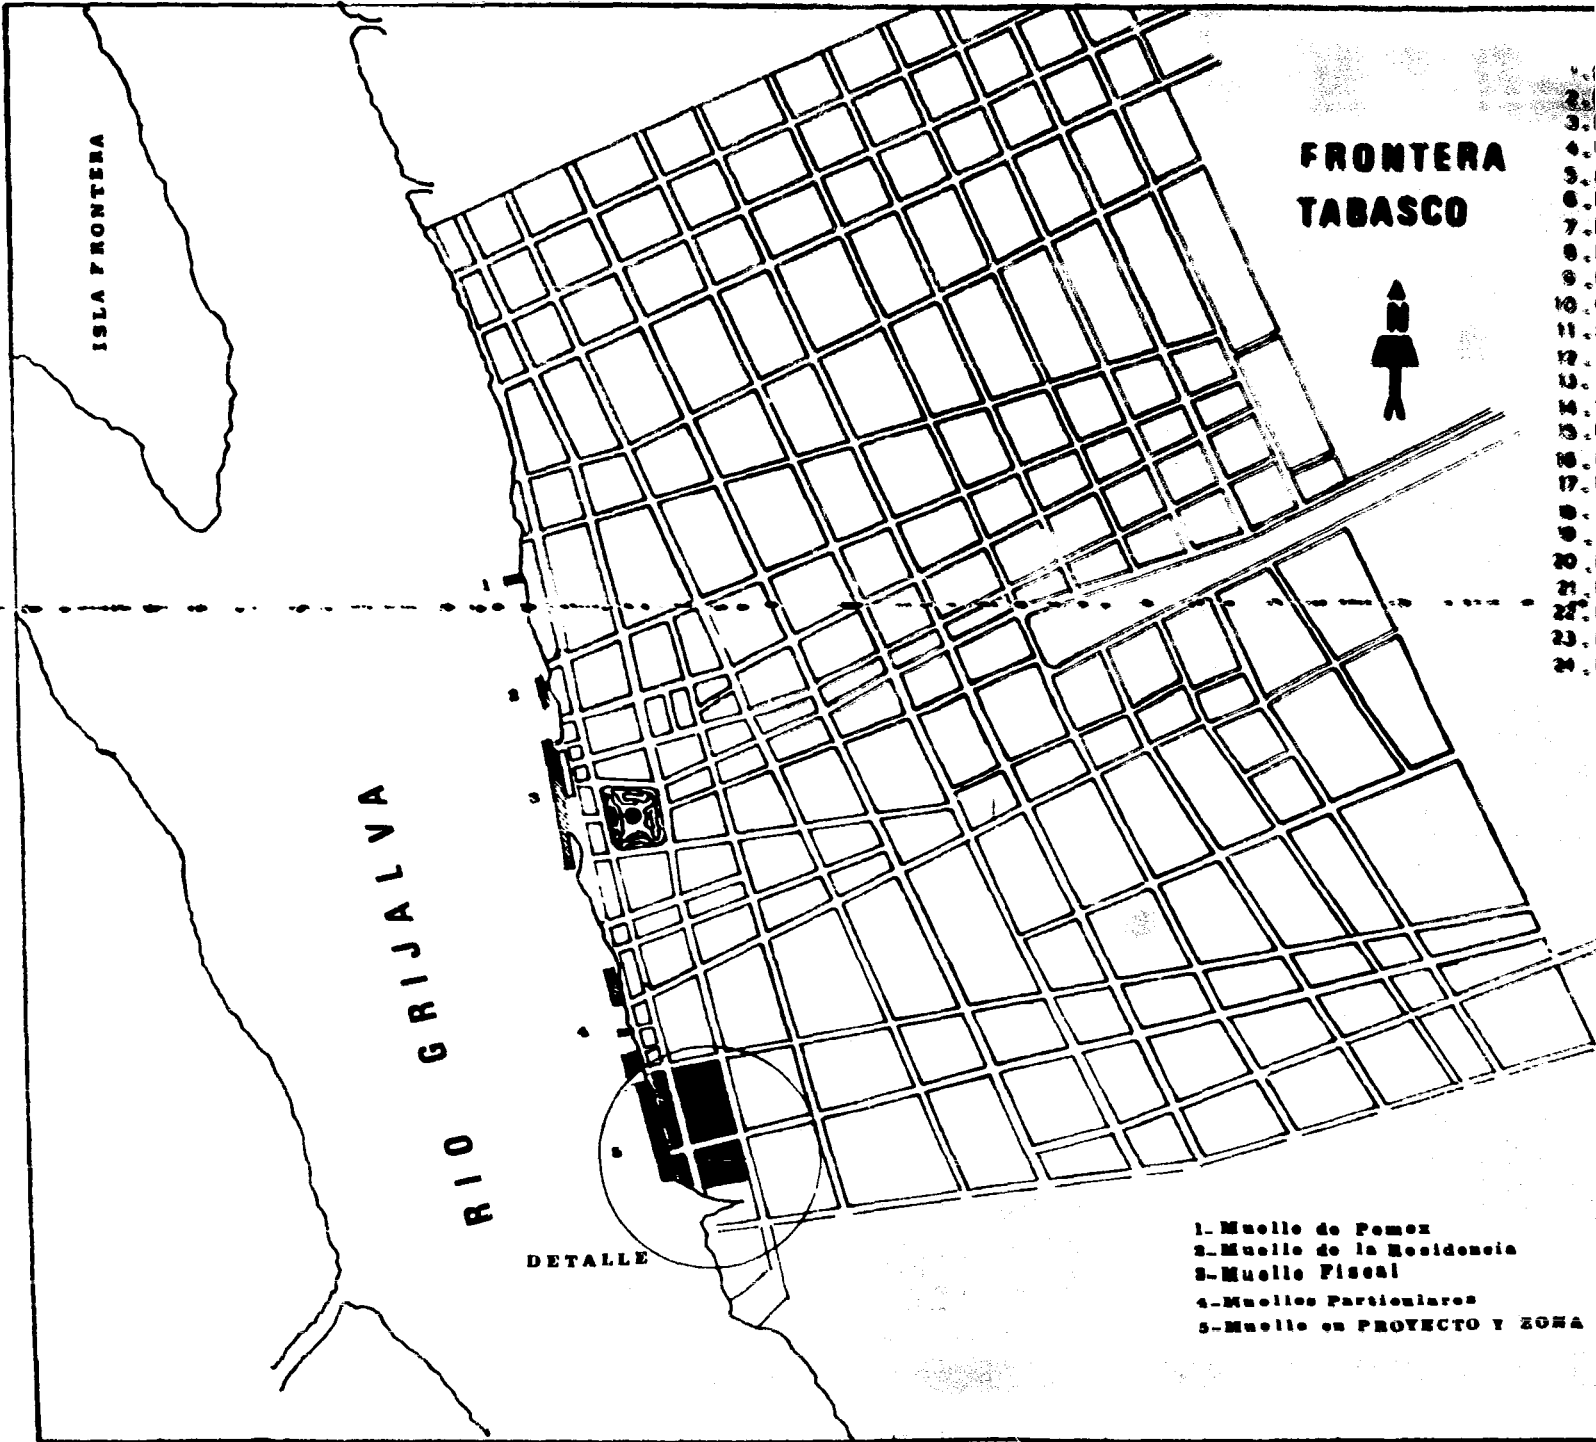 FRONTERA
TABASCO
N
ISLA FRONTERA
RIO GRIJALVA
DETALLE
1
2
3
4
5
2.
3.
4.
5.
6.
7.
8.
9.
10.
11.
12.
13.
14.
15.
16.
17.
18.
19.
20.
21.
22.
23.
24.
1- Muelle de Pemex
2- Muelle de la Residencia
3- Muelle Fiscal
4- Muelles Particulares
5- Muelle en PROYECTO Y ZONA